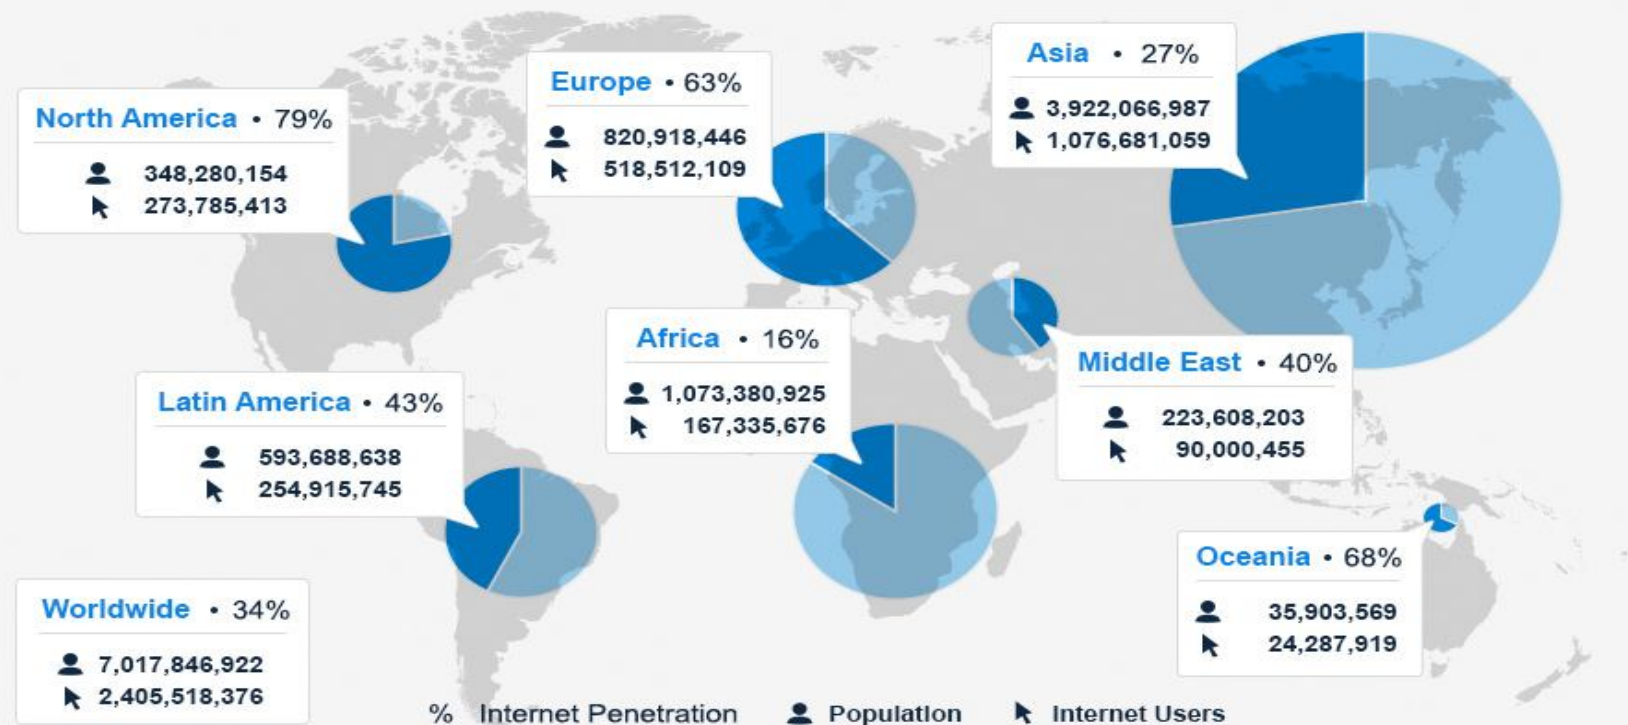 North America • 79%
348,280,154
273,785,413
Europe • 63%
820,918,446
518,512,109
Asia • 27%
3,922,066,987
1,076,681,059
Africa • 16%
1,073,380,925
167,335,676
Middle East • 40%
223,608,203
90,000,455
Latin America • 43%
593,688,638
254,915,745
Oceania • 68%
35,903,569
24,287,919
Worldwide • 34%
7,017,846,922
2,405,518,376
% Internet Penetration Population Internet Users